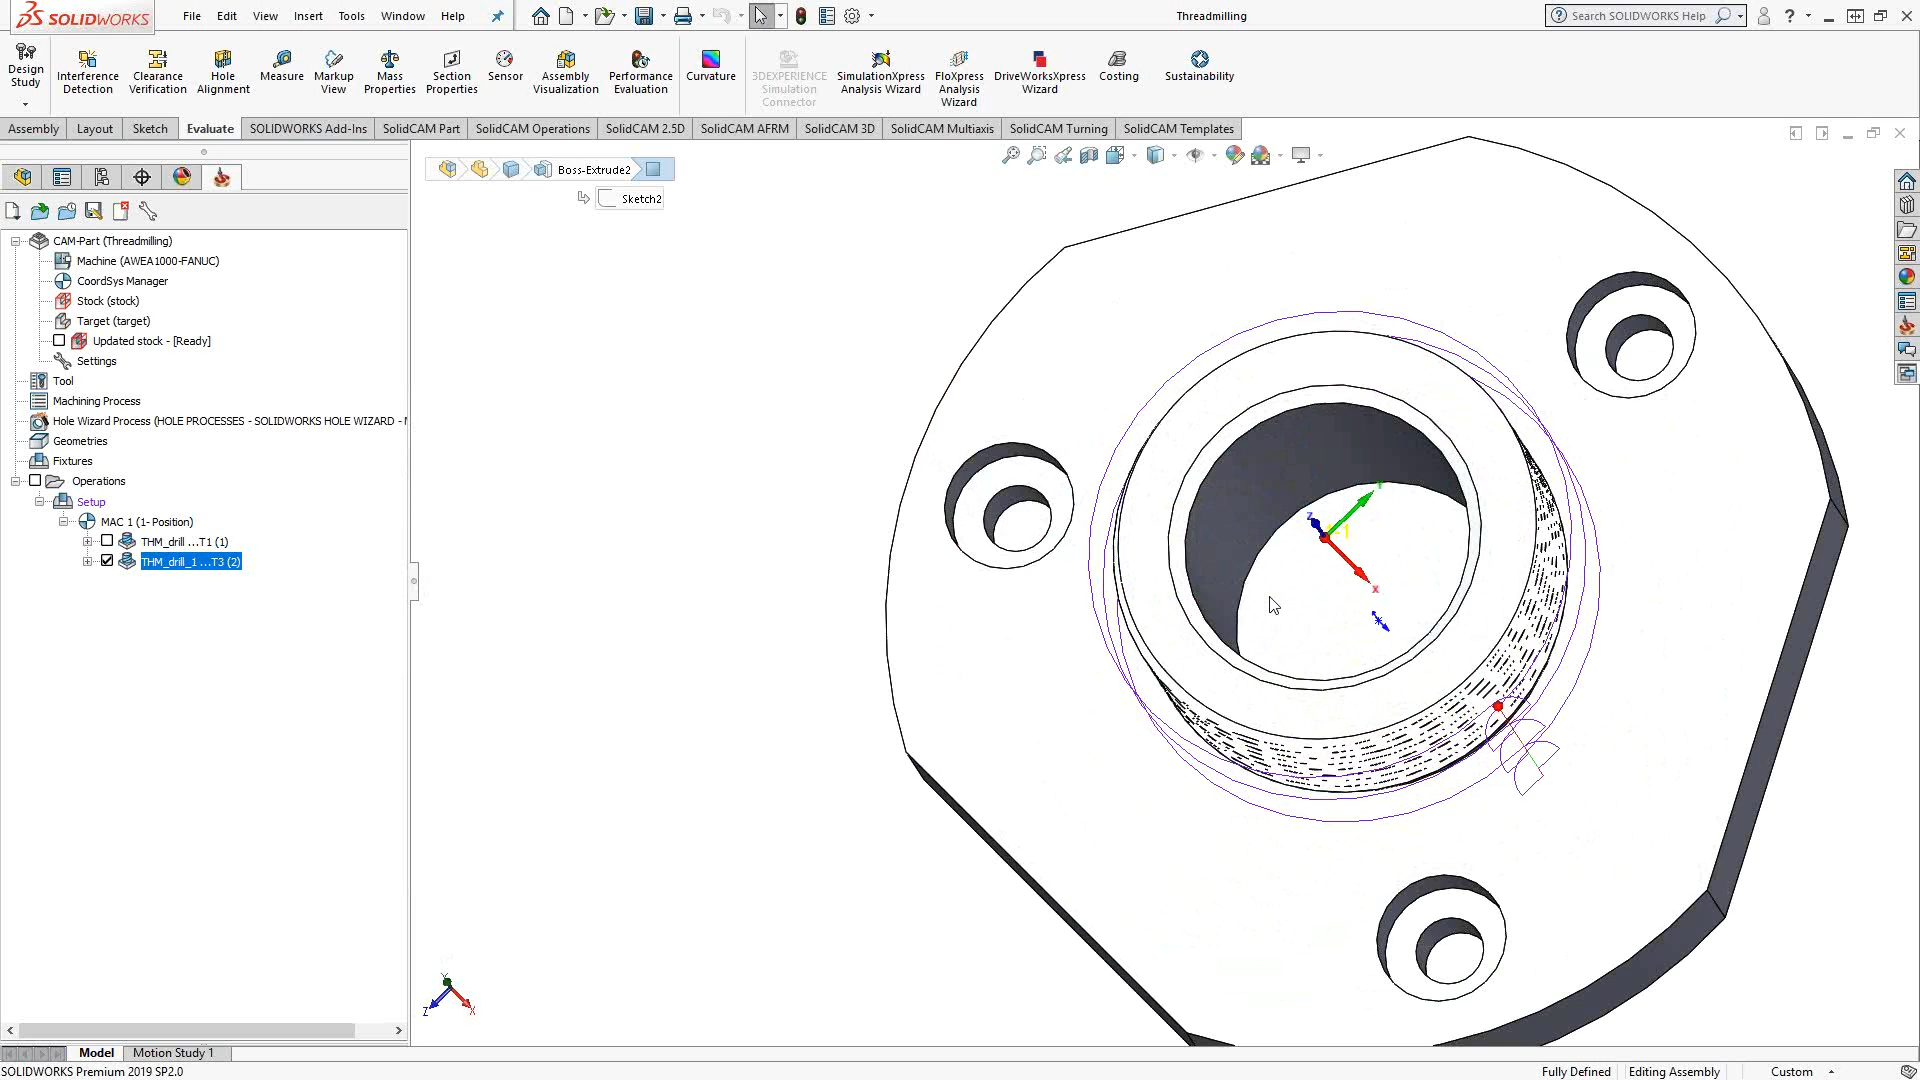 SOLIDWORKS File Edit View Insert Tools Window Help Threadmilling Search SOLIDWORKS Help
Design Study
Interference Detection
Clearance Verification
Hole Alignment
Measure
Markup View
Mass Properties
Section Properties
Sensor
Assembly Visualization
Performance Evaluation
Curvature
3DEXPERIENCE Simulation Connector
SimulationXpress Analysis Wizard
FloXpress Analysis Wizard
DriveWorksXpress Wizard
Costing
Sustainability
Assembly Layout Sketch Evaluate SOLIDWORKS Add-Ins SolidCAM Part SolidCAM Operations SolidCAM 2.5D SolidCAM AFRM SolidCAM 3D SolidCAM Multiaxis SolidCAM Turning SolidCAM Templates
Boss-Extrude2
Sketch2
CAM-Part (Threadmilling)
Machine (AWEA1000-FANUC)
CoordSys Manager
Stock (stock)
Target (target)
Updated stock - [Ready]
Settings
Tool
Machining Process
Hole Wizard Process (HOLE PROCESSES - SOLIDWORKS HOLE WIZARD -
Geometries
Fixtures
Operations
Setup
MAC 1 (1- Position)
THM_drill ...T1 (1)
THM_drill_1 ...T3 (2)
Z
X
Y
Z
X
Model Motion Study 1
SOLIDWORKS Premium 2019 SP2.0 Fully Defined Editing Assembly Custom